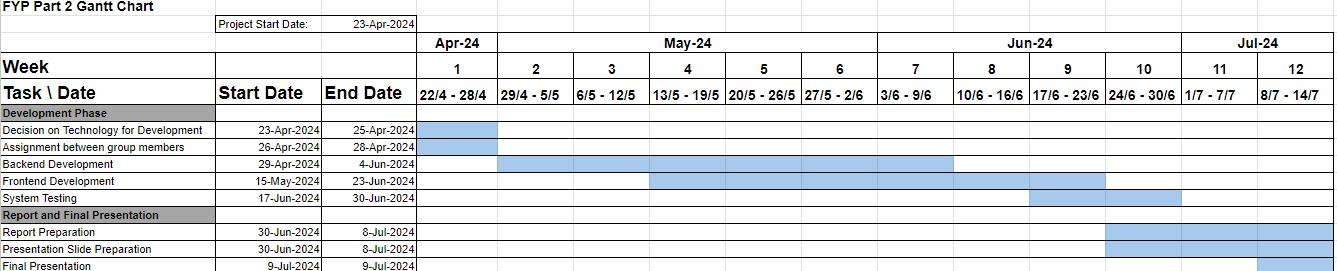 FYP Part 2 Gantt Chart
Project Start Date: 23-Apr-2024
Apr-24 May-24 Jun-24 Jul-24
Week 1 2 3 4 5 6 7 8 9 10 11 12
Task \ Date Start Date End Date 22/4 - 28/4 29/4 - 5/5 6/5 - 12/5 13/5 - 19/5 20/5 - 26/5 27/5 - 2/6 3/6 - 9/6 10/6 - 16/6 17/6 - 23/6 24/6 - 30/6 1/7 - 7/7 8/7 - 14/7
Development Phase
Decision on Technology for Development 23-Apr-2024 25-Apr-2024
Assignment between group members 26-Apr-2024 28-Apr-2024
Backend Development 29-Apr-2024 4-Jun-2024
Frontend Development 15-May-2024 23-Jun-2024
System Testing 17-Jun-2024 30-Jun-2024
Report and Final Presentation
Report Preparation 30-Jun-2024 8-Jul-2024
Presentation Slide Preparation 30-Jun-2024 8-Jul-2024
Final Presentation 9-Jul-2024 9-Jul-2024